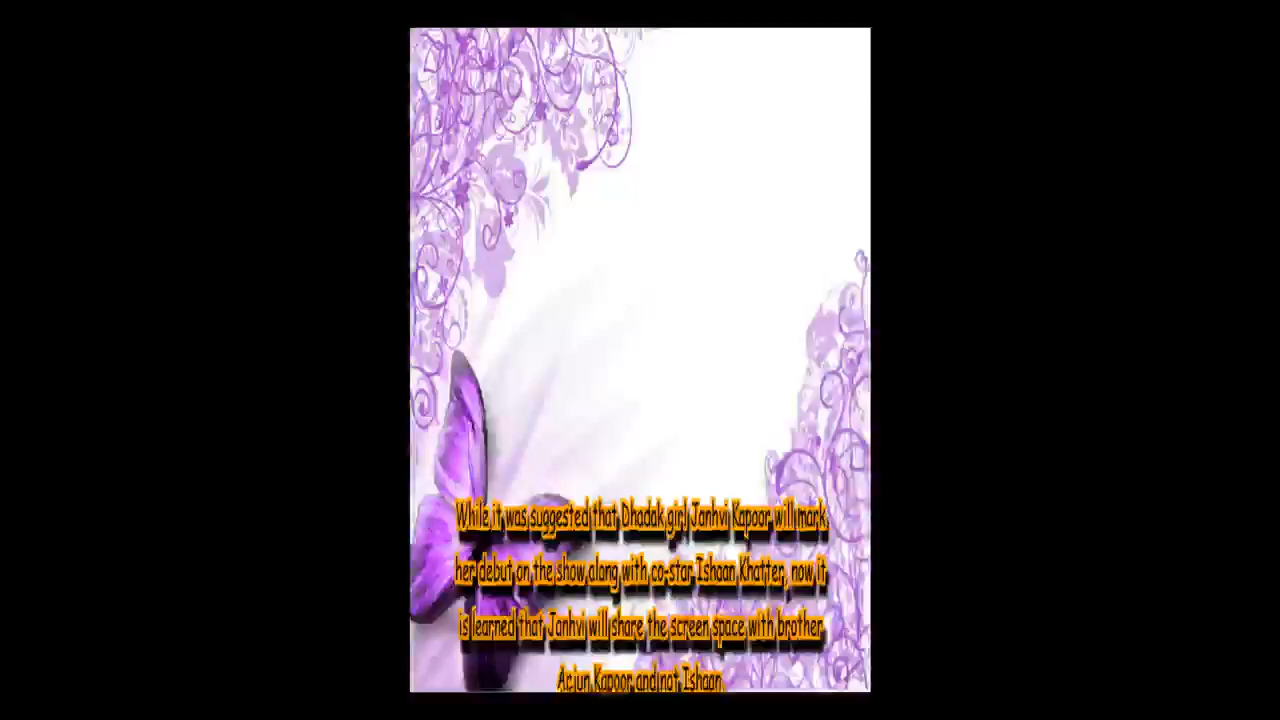 While it was suggested that Dhadak girl Janhvi Kapoor will mark
her debut on the show along with co-star Ishaan Khatter, now it
is learned that Janhvi will share the screen space with brother
Arjun Kapoor and not Ishaan.